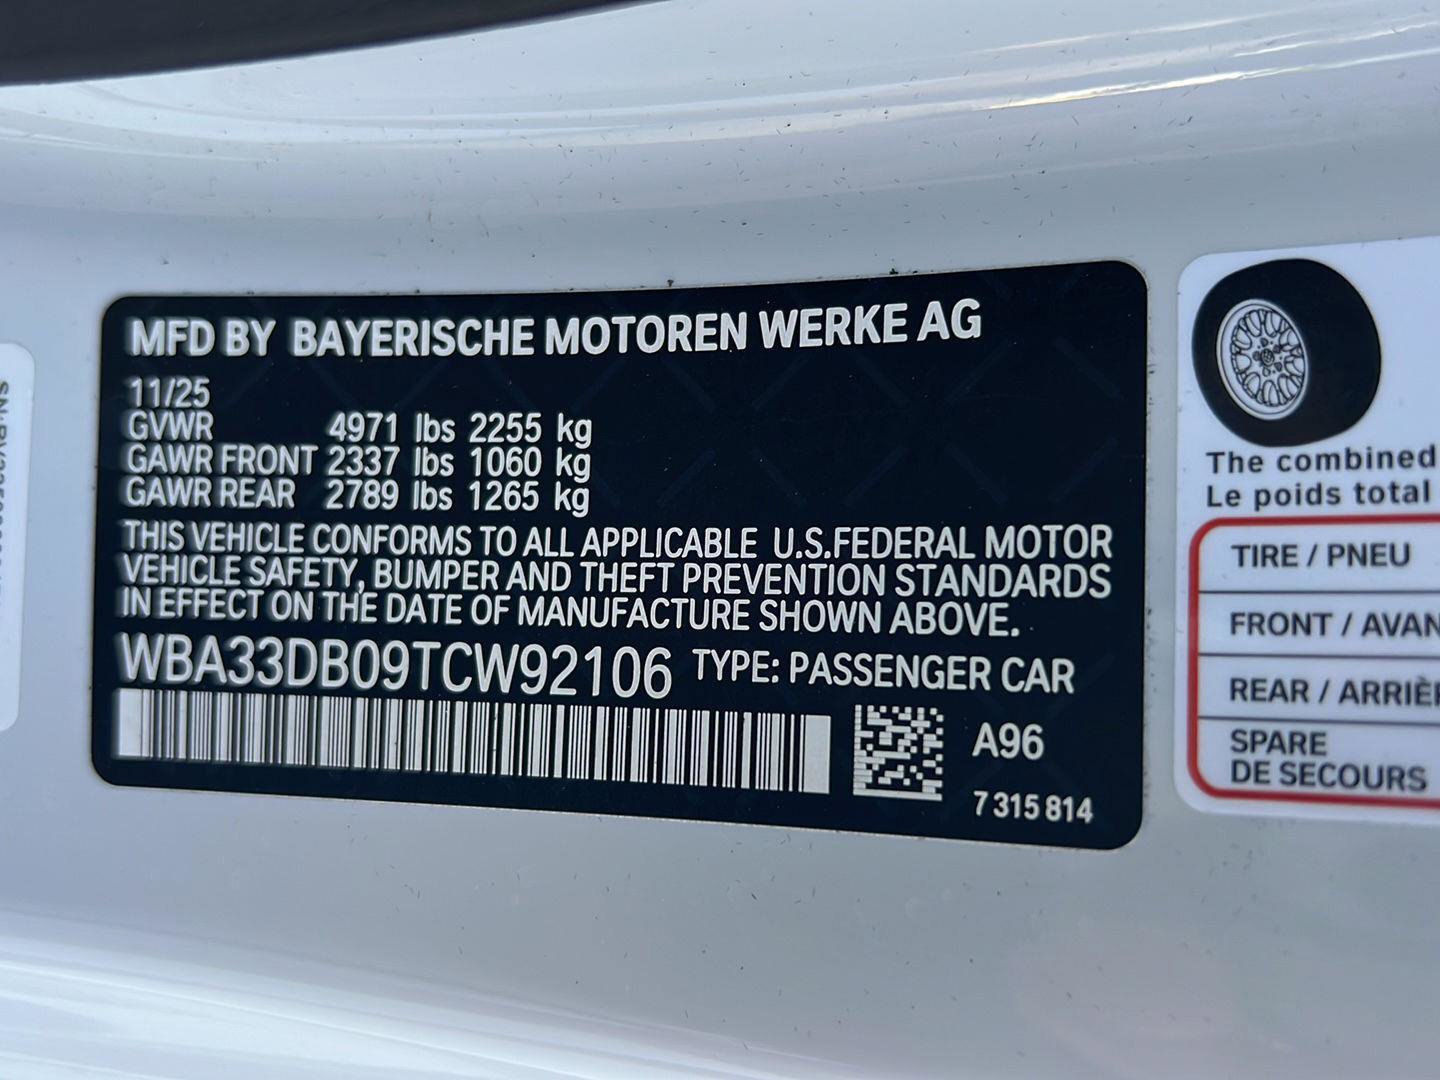 MFD BY BAYERISCHE MOTOREN WERKE AG
11/25
GVWR 4971 lbs 2255 kg
GAWR FRONT 2337 lbs 1060 kg
GAWR REAR 2789 lbs 1265 kg
THIS VEHICLE CONFORMS TO ALL APPLICABLE U.S.FEDERAL MOTOR
VEHICLE SAFETY, BUMPER AND THEFT PREVENTION STANDARDS
IN EFFECT ON THE DATE OF MANUFACTURE SHOWN ABOVE.
WBA33DB09TCW92106 TYPE: PASSENGER CAR
A96
7 315 814
The combined
Le poids total
TIRE / PNEU
FRONT / AVAN
REAR / ARRIÈR
SPARE
DE SECOURS